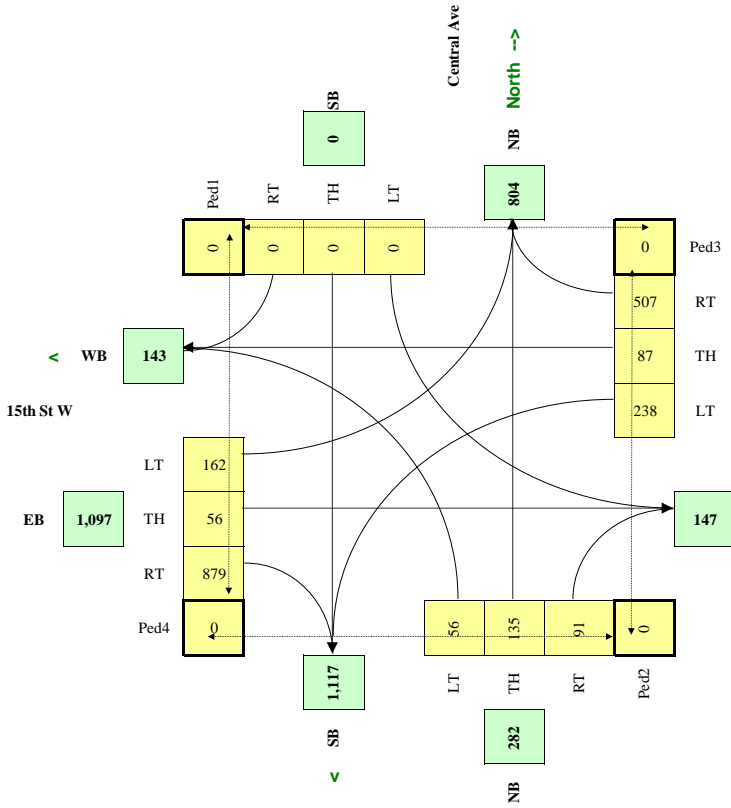 Central Ave
North -->
SB
0
NB
804
Ped1
RT
TH
LT
0
0
0
0
0
Ped3
507
RT
87
TH
238
LT
<
WB
143
15th St W
LT
162
EB
1,097
TH
56
147
RT
879
Ped4
0
56
135
91
0
1,117
LT
TH
RT
Ped2
SB
282
<
NB